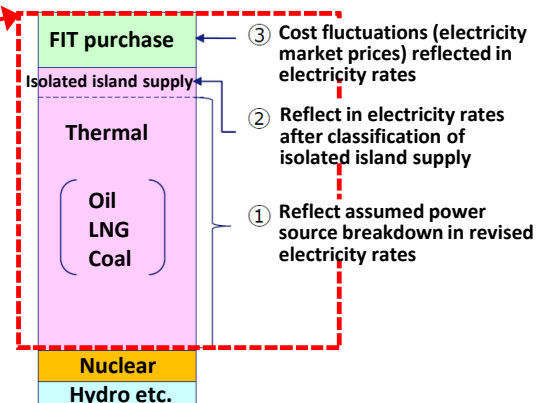 FIT purchase
Isolated island supply
Thermal
Oil
LNG
Coal
Nuclear
Hydro etc.
③ Cost fluctuations (electricity
market prices) reflected in
electricity rates
② Reflect in electricity rates
after classification of
isolated island supply
① Reflect assumed power
source breakdown in revised
electricity rates